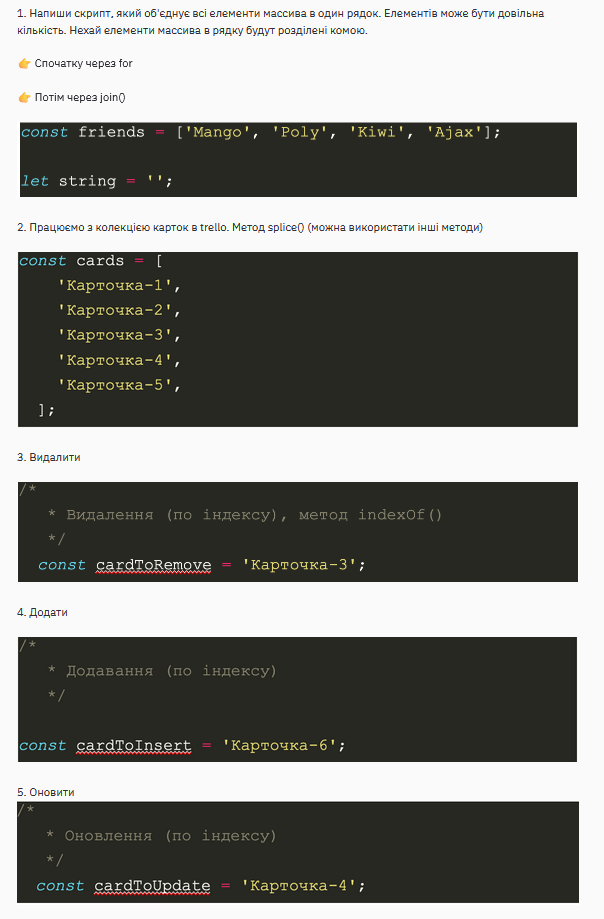 1. Напиши скрипт, який об'єднує всі елементи массива в один рядок. Елементів може бути довільна
кількість. Нехай елементи массива в рядку будут розділені комою.
👉 Спочатку через for
👉 Потім через join()
const friends = ['Mango', 'Poly', 'Kiwi', 'Ajax'];
let string = '';
2. Працюємо з колекцією карток в trello. Метод splice() (можна використати інші методи)
const cards = [
'Карточка-1',
'Карточка-2',
'Карточка-3',
'Карточка-4',
'Карточка-5',
];
3. Видалити
/*
* Видалення (по індексу), метод indexOf()
*/
const cardToRemove = 'Карточка-3';
4. Додати
/*
* Додавання (по індексу)
*/
const cardToInsert = 'Карточка-6';
5. Оновити
/*
* Оновлення (по індексу)
*/
const cardToUpdate = 'Карточка-4';